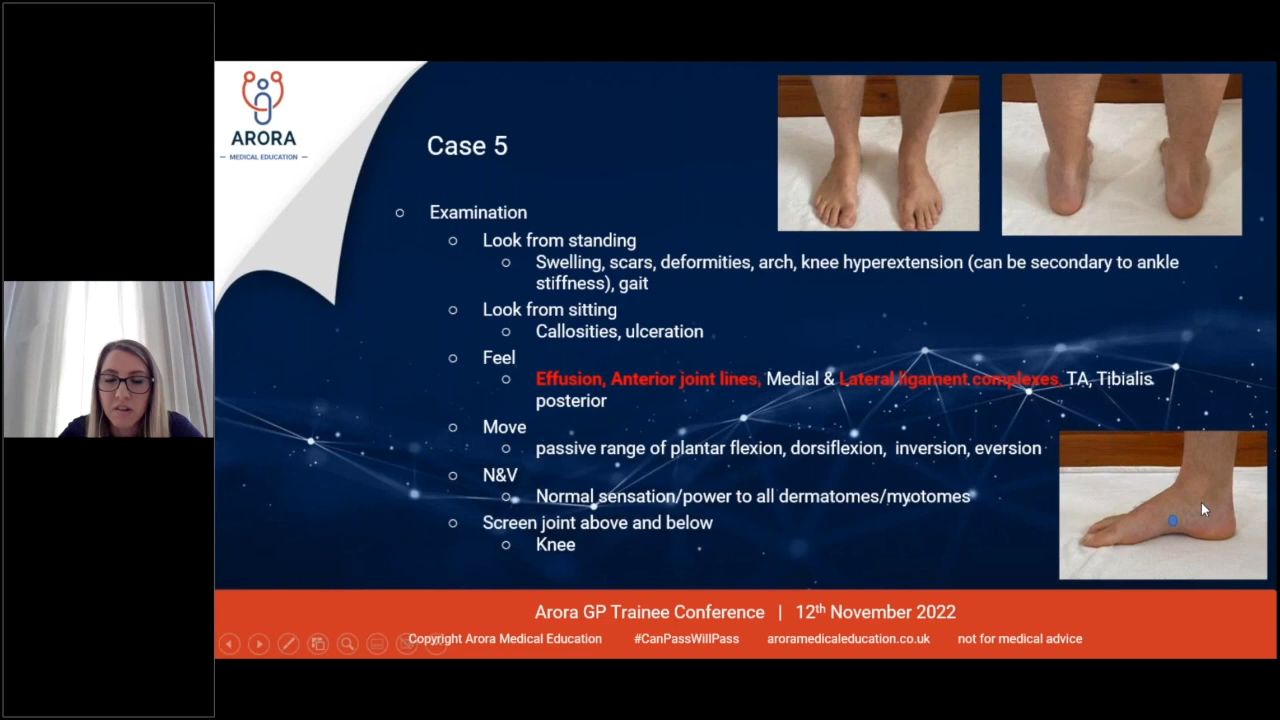 ARORA
MEDICAL EDUCATION
Case 5
Examination
Look from standing
Swelling, scars, deformities, arch, knee hyperextension (can be secondary to ankle
stiffness), gait
Look from sitting
Callosities, ulceration
Feel
Effusion, Anterior joint lines, Medial & Lateral ligament complexes, TA, Tibialis
posterior
Move
passive range of plantar flexion, dorsiflexion, inversion, eversion
N&V
Normal sensation/power to all dermatomes/myotomes
Screen joint above and below
Knee
Arora GP Trainee Conference | 12th November 2022
Copyright Arora Medical Education #CanPassWillPass aroramedicaleducation.co.uk not for medical advice